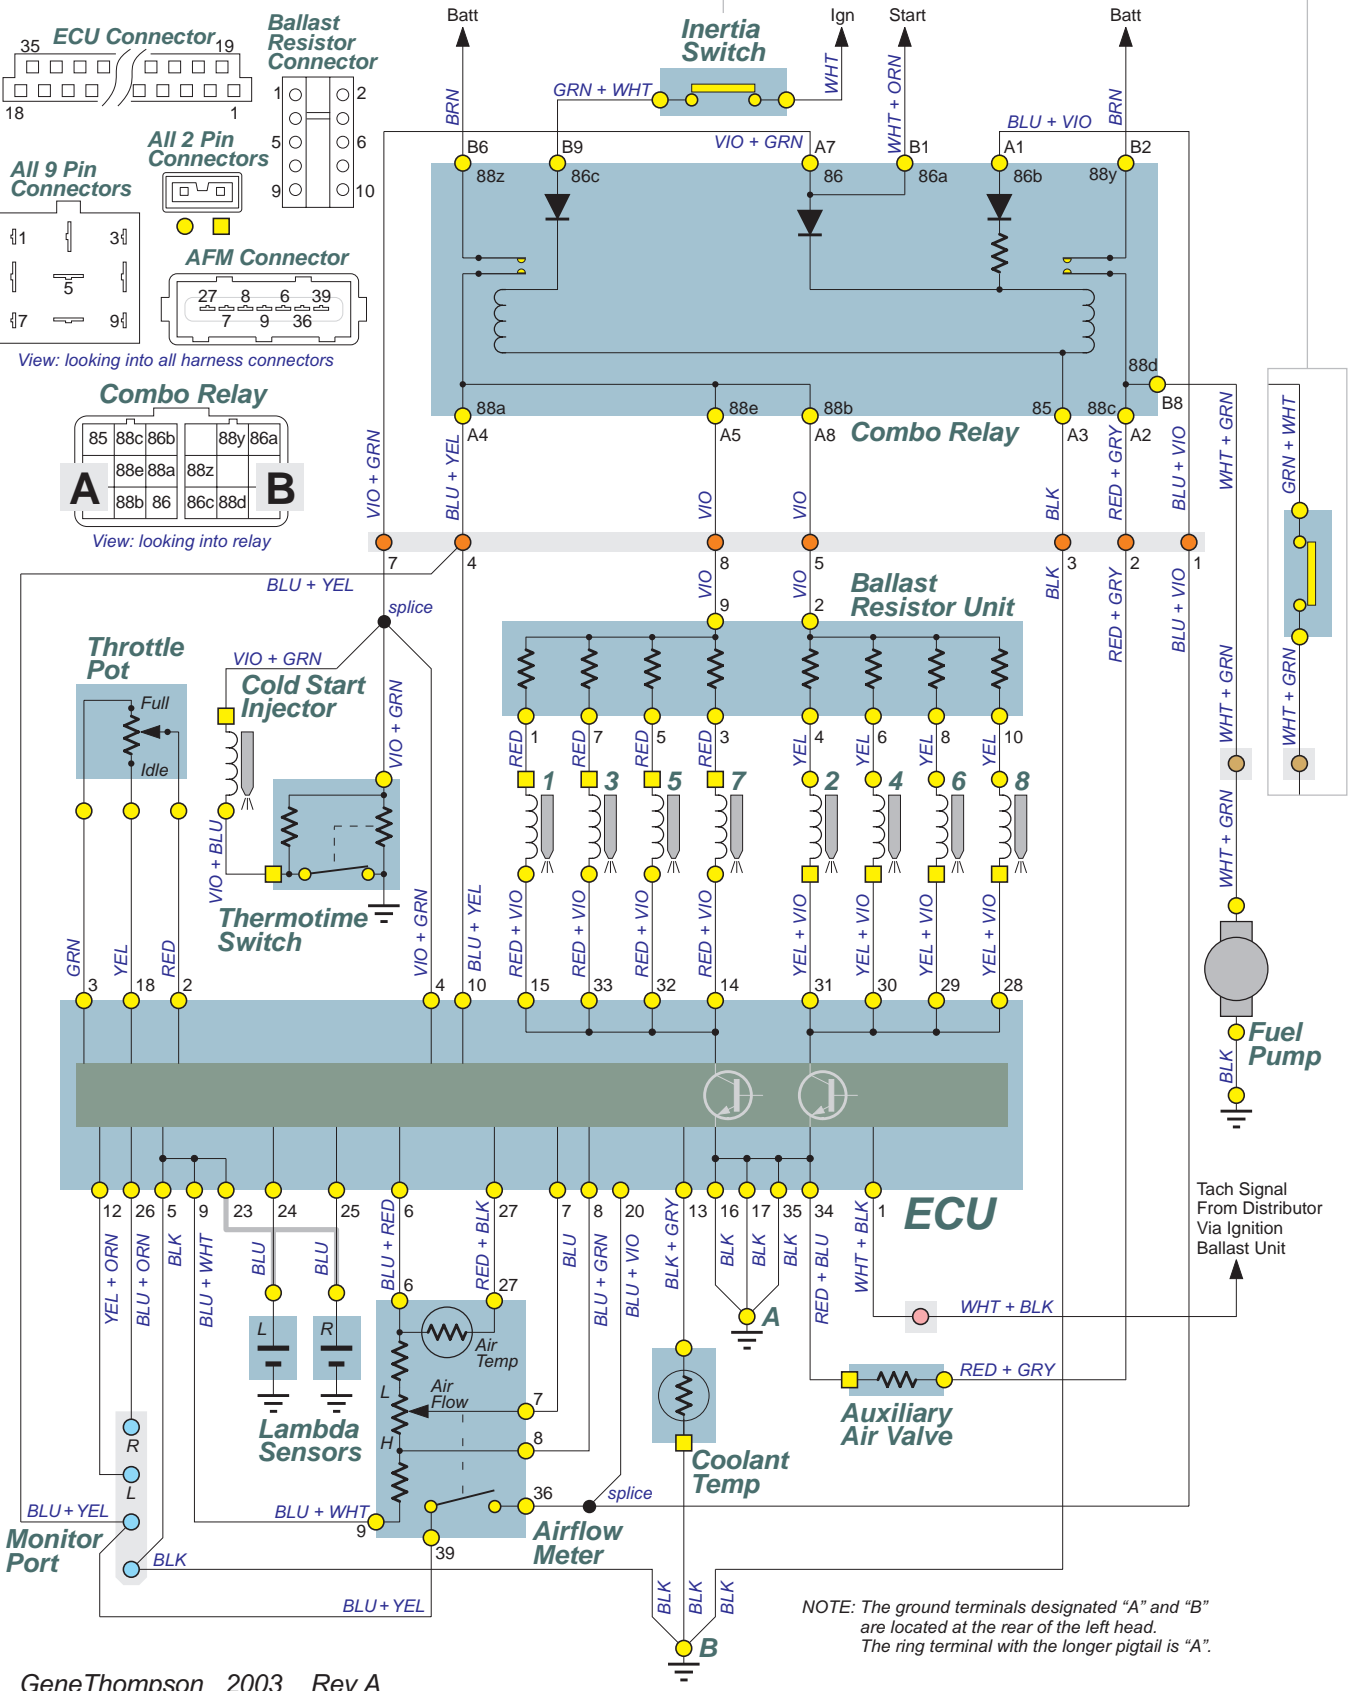 Batt
Ign
Start
Batt
ECU Connector
35
19
18
1
Ballast
Resistor
Connector
1
2
5
6
9
10
Inertia
Switch
GRN + WHT
WHT
WHT + ORN
BRN
BRN
VIO + GRN
BLU + VIO
All 2 Pin
Connectors
All 9 Pin
Connectors
1
3
5
7
9
AFM Connector
27
8
6
39
7
9
36
View: looking into all harness connectors
B6
88z
B9
86c
A7
86
B1
86a
A1
86b
B2
88y
88d
B8
88a
A4
88e
A5
88b
A8
85
A3
88c
A2
Combo Relay
Combo Relay
85
88c
86b
88y
86a
88e
88a
88z
88b
86
86c
88d
A
B
View: looking into relay
VIO + GRN
BLU + YEL
VIO
VIO
BLK
RED + GRY
BLU + VIO
WHT + GRN
GRN + WHT
7
4
8
5
3
2
1
BLU + YEL
VIO
VIO
BLK
RED + GRY
BLU + VIO
splice
9
2
Ballast
Resistor Unit
Throttle
Pot
Full
Idle
VIO + GRN
Cold Start
Injector
VIO + GRN
WHT + GRN
WHT + GRN
RED
1
RED
7
RED
5
RED
3
YEL
4
YEL
6
YEL
8
YEL
10
1
3
5
7
2
4
6
8
VIO + BLU
Thermotime
Switch
WHT + GRN
GRN
YEL
RED
VIO + GRN
BLU + YEL
RED + VIO
RED + VIO
RED + VIO
RED + VIO
YEL + VIO
YEL + VIO
YEL + VIO
YEL + VIO
3
18
2
4
10
15
33
32
14
31
30
29
28
Fuel
Pump
BLK
ECU
12
26
5
9
23
24
25
6
27
7
8
20
13
16
17
35
34
1
YEL + ORN
BLU + ORN
BLK
BLU + WHT
BLU
BLU
BLU + RED
RED + BLK
BLU
BLU + GRN
BLU + VIO
BLK + GRY
BLK
BLK
BLK
RED + BLU
WHT + BLK
Tach Signal
From Distributor
Via Ignition
Ballast Unit
WHT + BLK
A
L
R
Lambda
Sensors
6
27
Air
Temp
L
Air
Flow
H
7
8
36
9
39
Airflow
Meter
splice
Coolant
Temp
RED + GRY
Auxiliary
Air Valve
R
L
BLU + YEL
BLU + WHT
Monitor
Port
BLK
BLU + YEL
BLK
BLK
BLK
B
NOTE: The ground terminals designated “A” and “B”
are located at the rear of the left head.
The ring terminal with the longer pigtail is “A”.
GeneThompson 2003 Rev A